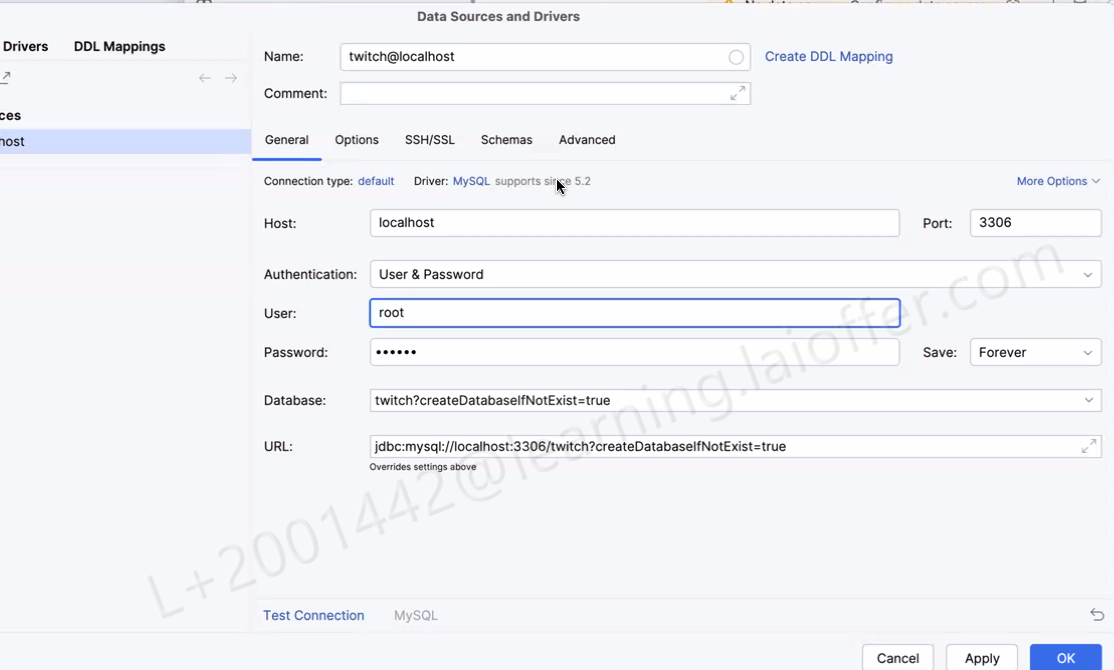 Data Sources and Drivers
Drivers DDL Mappings
Name: twitch@localhost Create DDL Mapping
Comment:
ces
host
General Options SSH/SSL Schemas Advanced
Connection type: default Driver: MySQL supports since 5.2 More Options
Host: localhost Port: 3306
Authentication: User & Password
User: root
Password: •••••• Save: Forever
Database: twitch?createDatabaseIfNotExist=true
URL: jdbc:mysql://localhost:3306/twitch?createDatabaseIfNotExist=true
Overrides settings above
L+2001442@learning.laioffer.com
Test Connection MySQL
Cancel Apply OK